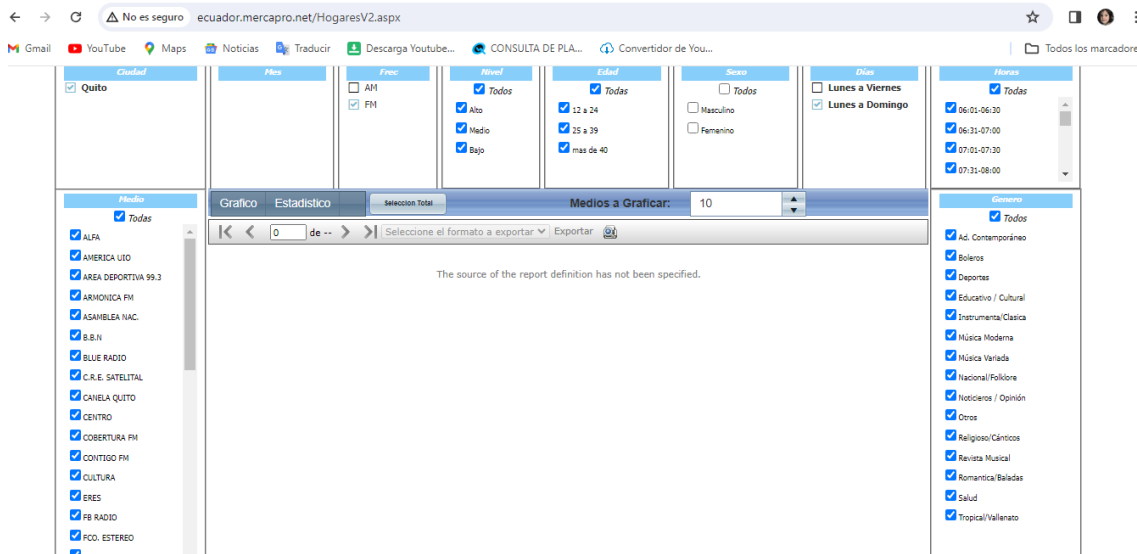 No es seguro ecuador.mercapro.net/HogaresV2.aspx
Gmail YouTube Maps Noticias Traducir Descarga Youtube... CONSULTA DE PLA... Convertidor de You... Todos los marcadore
Ciudad Mes Frec Nivel Edad Sexo Días Horas
Quito AM Todos Todas Todos Lunes a Viernes Todas
FM Alto 12 a 24 Masculino Lunes a Domingo 06:01-06:30
Medio 25 a 39 Femenino 06:31-07:00
Bajo mas de 40 07:01-07:30
07:31-08:00
Medio
Todas
ALFA
AMERICA UIO
AREA DEPORTIVA 99.3
ARMONICA FM
ASAMBLEA NAC.
B.B.N
BLUE RADIO
C.R.E. SATELITAL
CANELA QUITO
CENTRO
COBERTURA FM
CONTIGO FM
CULTURA
ERES
FB RADIO
FCO. ESTEREO
Grafico Estadistico Seleccion Total Medios a Graficar: 10
0 de -- Seleccione el formato a exportar Exportar
The source of the report definition has not been specified.
Genero
Todos
Ad. Contemporáneo
Boleros
Deportes
Educativo / Cultural
Instrumenta/Clasica
Música Moderna
Música Variada
Nacional/Folklore
Noticieros / Opinión
Otros
Religioso/Cánticos
Revista Musical
Romantica/Baladas
Salud
Tropical/Vallenato